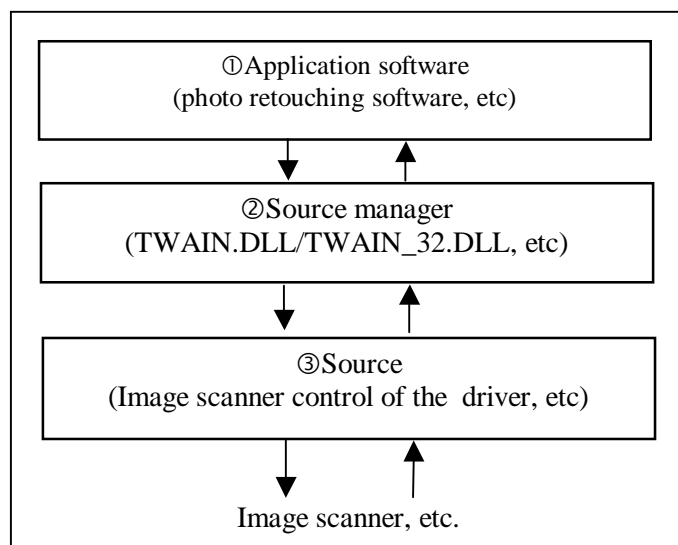 ①Application software
(photo retouching software, etc)
②Source manager
(TWAIN.DLL/TWAIN_32.DLL, etc)
③Source
(Image scanner control of the driver, etc)
Image scanner, etc.